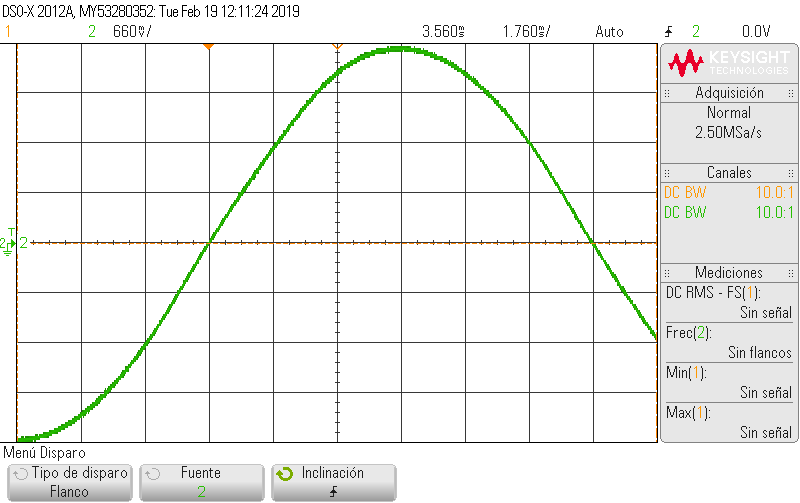 DSO-X 2012A, MY53280352: Tue Feb 19 12:11:24 2019
1 2 660♉/ 3.560♉ 1.760♉/ Auto 2 0.0V
KEYSIGHT
TECHNOLOGIES
Adquisición
Normal
2.50MSa/s
Canales
DC BW 10.0:1
DC BW 10.0:1
Mediciones
DC RMS - FS(1):
Sin señal
Frec(2):
Sin flancos
Min(1):
Sin señal
Max(1):
Sin señal
T
2 2
Menú Disparo
Tipo de disparo
Flanco
Fuente
2
Inclinación